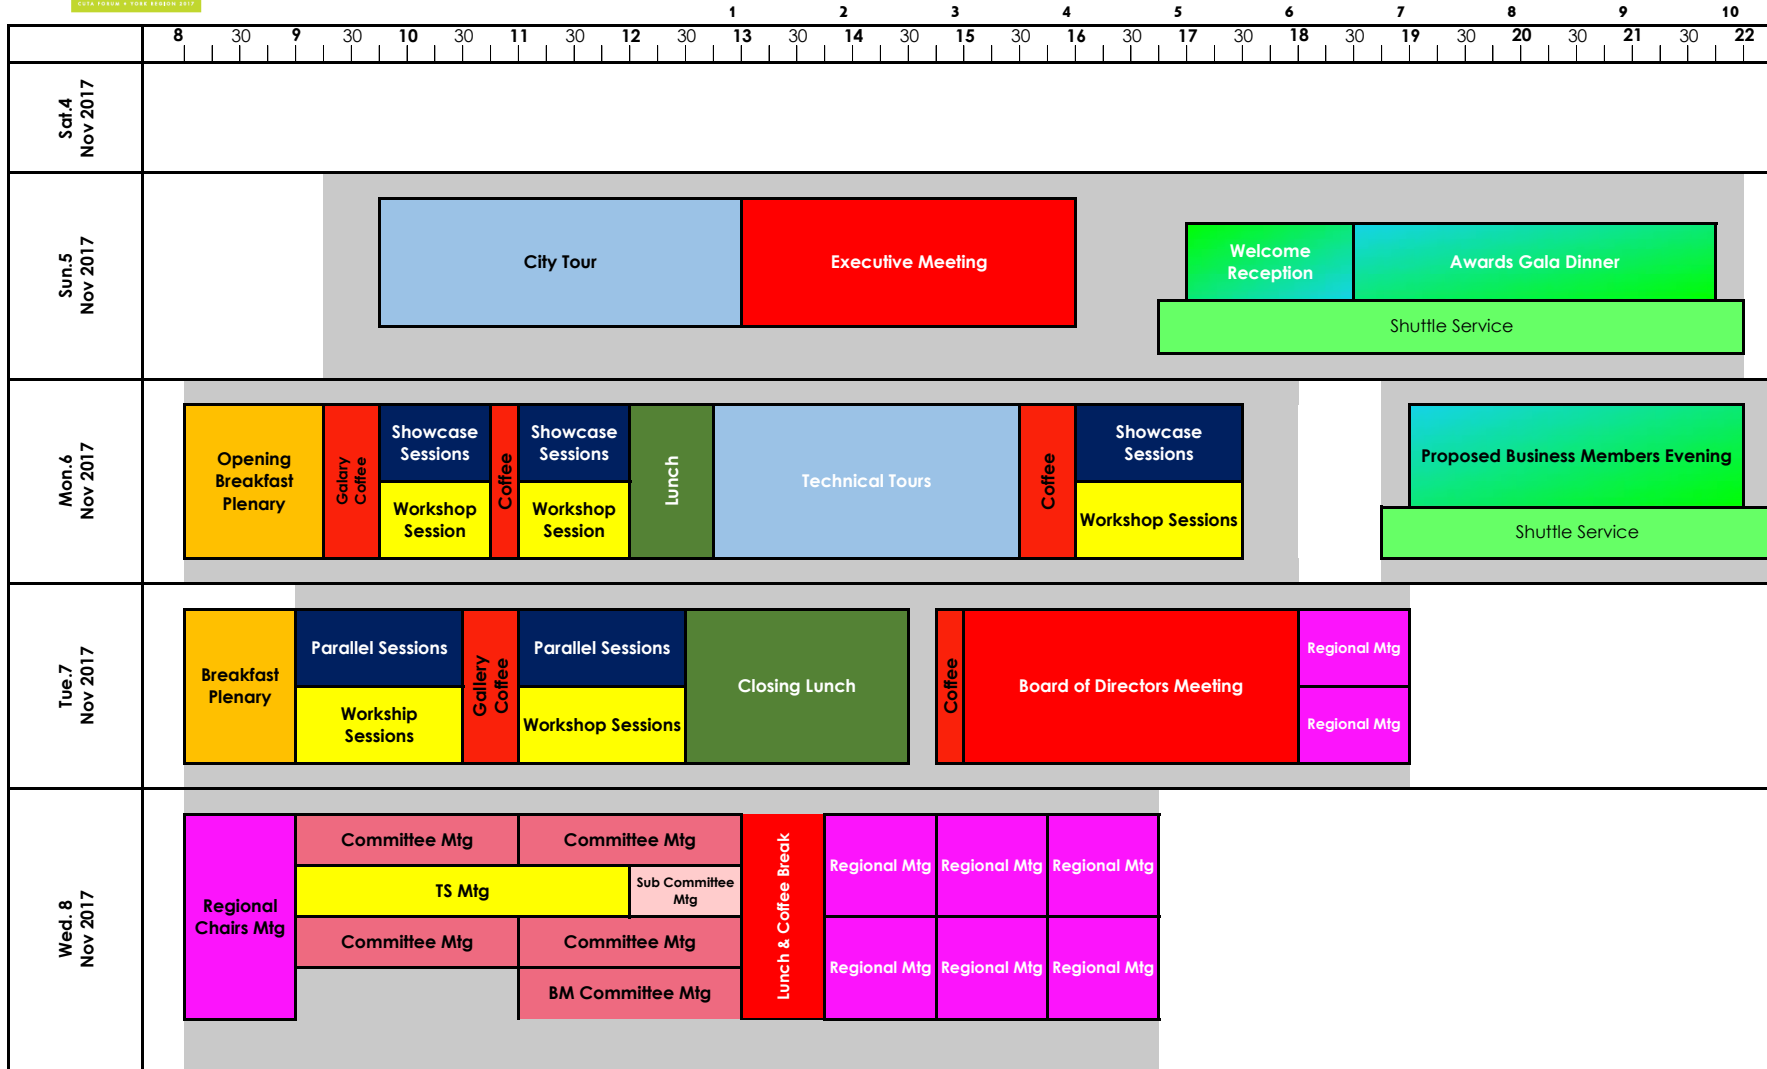 CUTA FORUM • YORK REGION 2017
1 2 3 4 5 6 7 8 9 10
8 30 9 30 10 30 11 30 12 30 13 30 14 30 15 30 16 30 17 30 18 30 19 30 20 30 21 30 22
Sat.4
Nov 2017
Sun.5
Nov 2017
City Tour
Executive Meeting
Welcome
Reception
Awards Gala Dinner
Shuttle Service
Mon.6
Nov 2017
Opening
Breakfast
Plenary
Galary
Coffee
Showcase
Sessions
Workshop
Session
Coffee
Showcase
Sessions
Workshop
Session
Lunch
Technical Tours
Coffee
Showcase
Sessions
Workshop Sessions
Proposed Business Members Evening
Shuttle Service
Tue.7
Nov 2017
Breakfast
Plenary
Parallel Sessions
Workship
Sessions
Gallery
Coffee
Parallel Sessions
Workshop Sessions
Closing Lunch
Coffee
Board of Directors Meeting
Regional Mtg
Regional Mtg
Wed. 8
Nov 2017
Regional
Chairs Mtg
Committee Mtg
Committee Mtg
TS Mtg
Sub Committee
Mtg
Committee Mtg
Committee Mtg
BM Committee Mtg
Lunch & Coffee Break
Regional Mtg
Regional Mtg
Regional Mtg
Regional Mtg
Regional Mtg
Regional Mtg